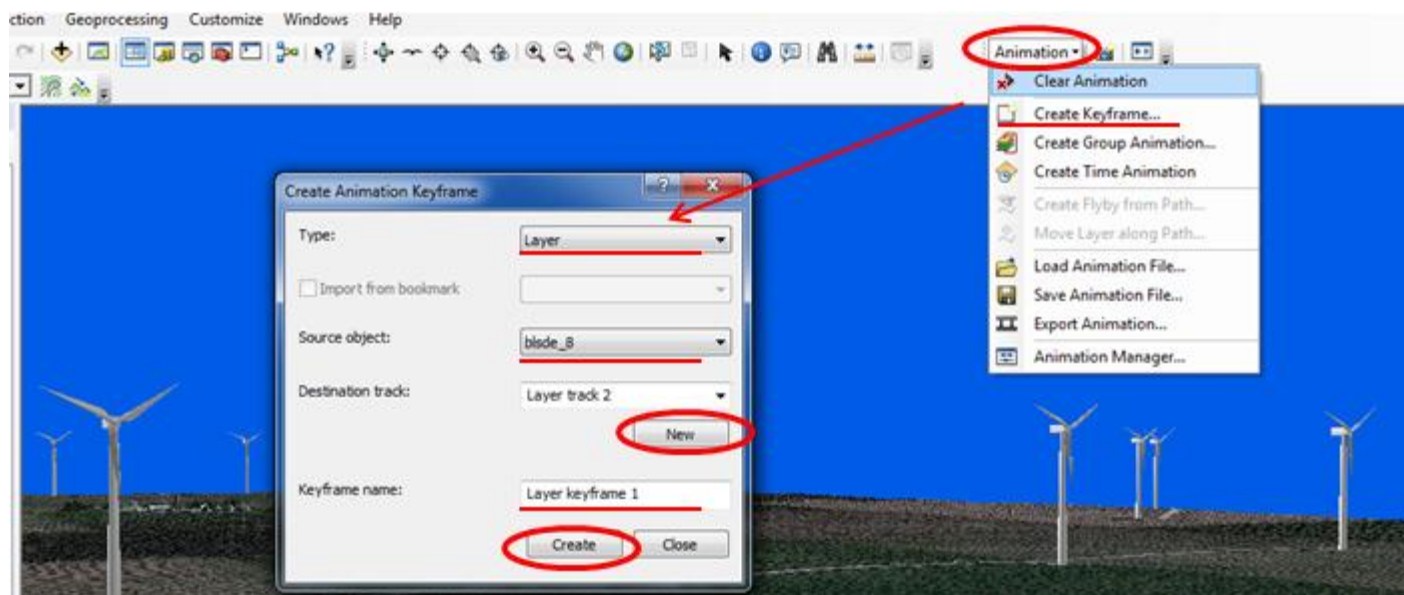 ction Geoprocessing Customize Windows Help
Animation
Clear Animation
Create Keyframe...
Create Group Animation...
Create Time Animation
Create Flyby from Path...
Move Layer along Path...
Load Animation File...
Save Animation File...
Export Animation...
Animation Manager...
Create Animation Keyframe
Type:
Layer
Import from bookmark
Source object:
blsde_8
Destination track:
Layer track 2
New
Keyframe name:
Layer keyframe 1
Create Close